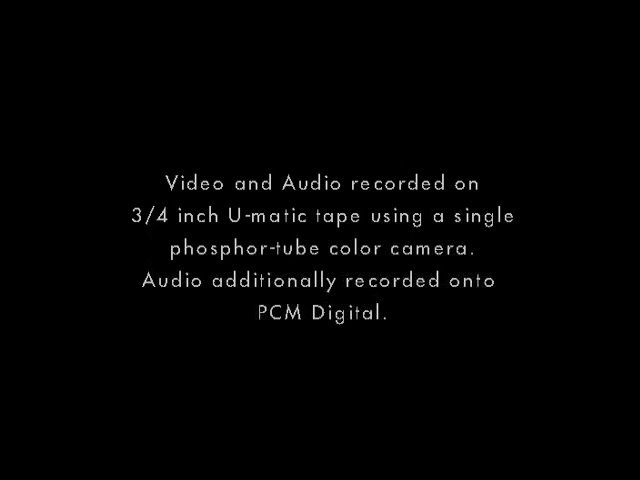 Video and Audio recorded on
3/4 inch U-matic tape using a single
phosphor-tube color camera.
Audio additionally recorded onto
PCM Digital.